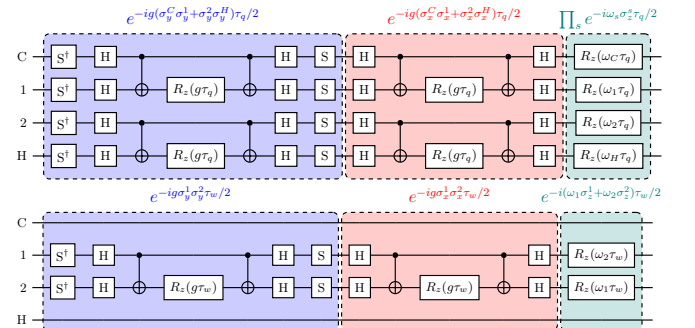 e^{-ig(σ_y^C σ_y^1+σ_y^2 σ_y^H)τ_q/2} e^{-ig(σ_x^C σ_x^1+σ_x^2 σ_x^H)τ_q/2} ∏_s e^{-iω_s σ_z^s τ_q/2}
C S† H H S H H R_z(ω_C τ_q)
1 S† H R_z(gτ_q) H S H R_z(gτ_q) H R_z(ω_1 τ_q)
2 S† H H S H H R_z(ω_2 τ_q)
H S† H R_z(gτ_q) H S H R_z(gτ_q) H R_z(ω_H τ_q)
e^{-igσ_y^1 σ_y^2 τ_w/2} e^{-igσ_x^1 σ_x^2 τ_w/2} e^{-i(ω_1 σ_z^1+ω_2 σ_z^2)τ_w/2}
C
1 S† H H S H H R_z(ω_2 τ_w)
2 S† H R_z(gτ_w) H S H R_z(gτ_w) H R_z(ω_1 τ_w)
H